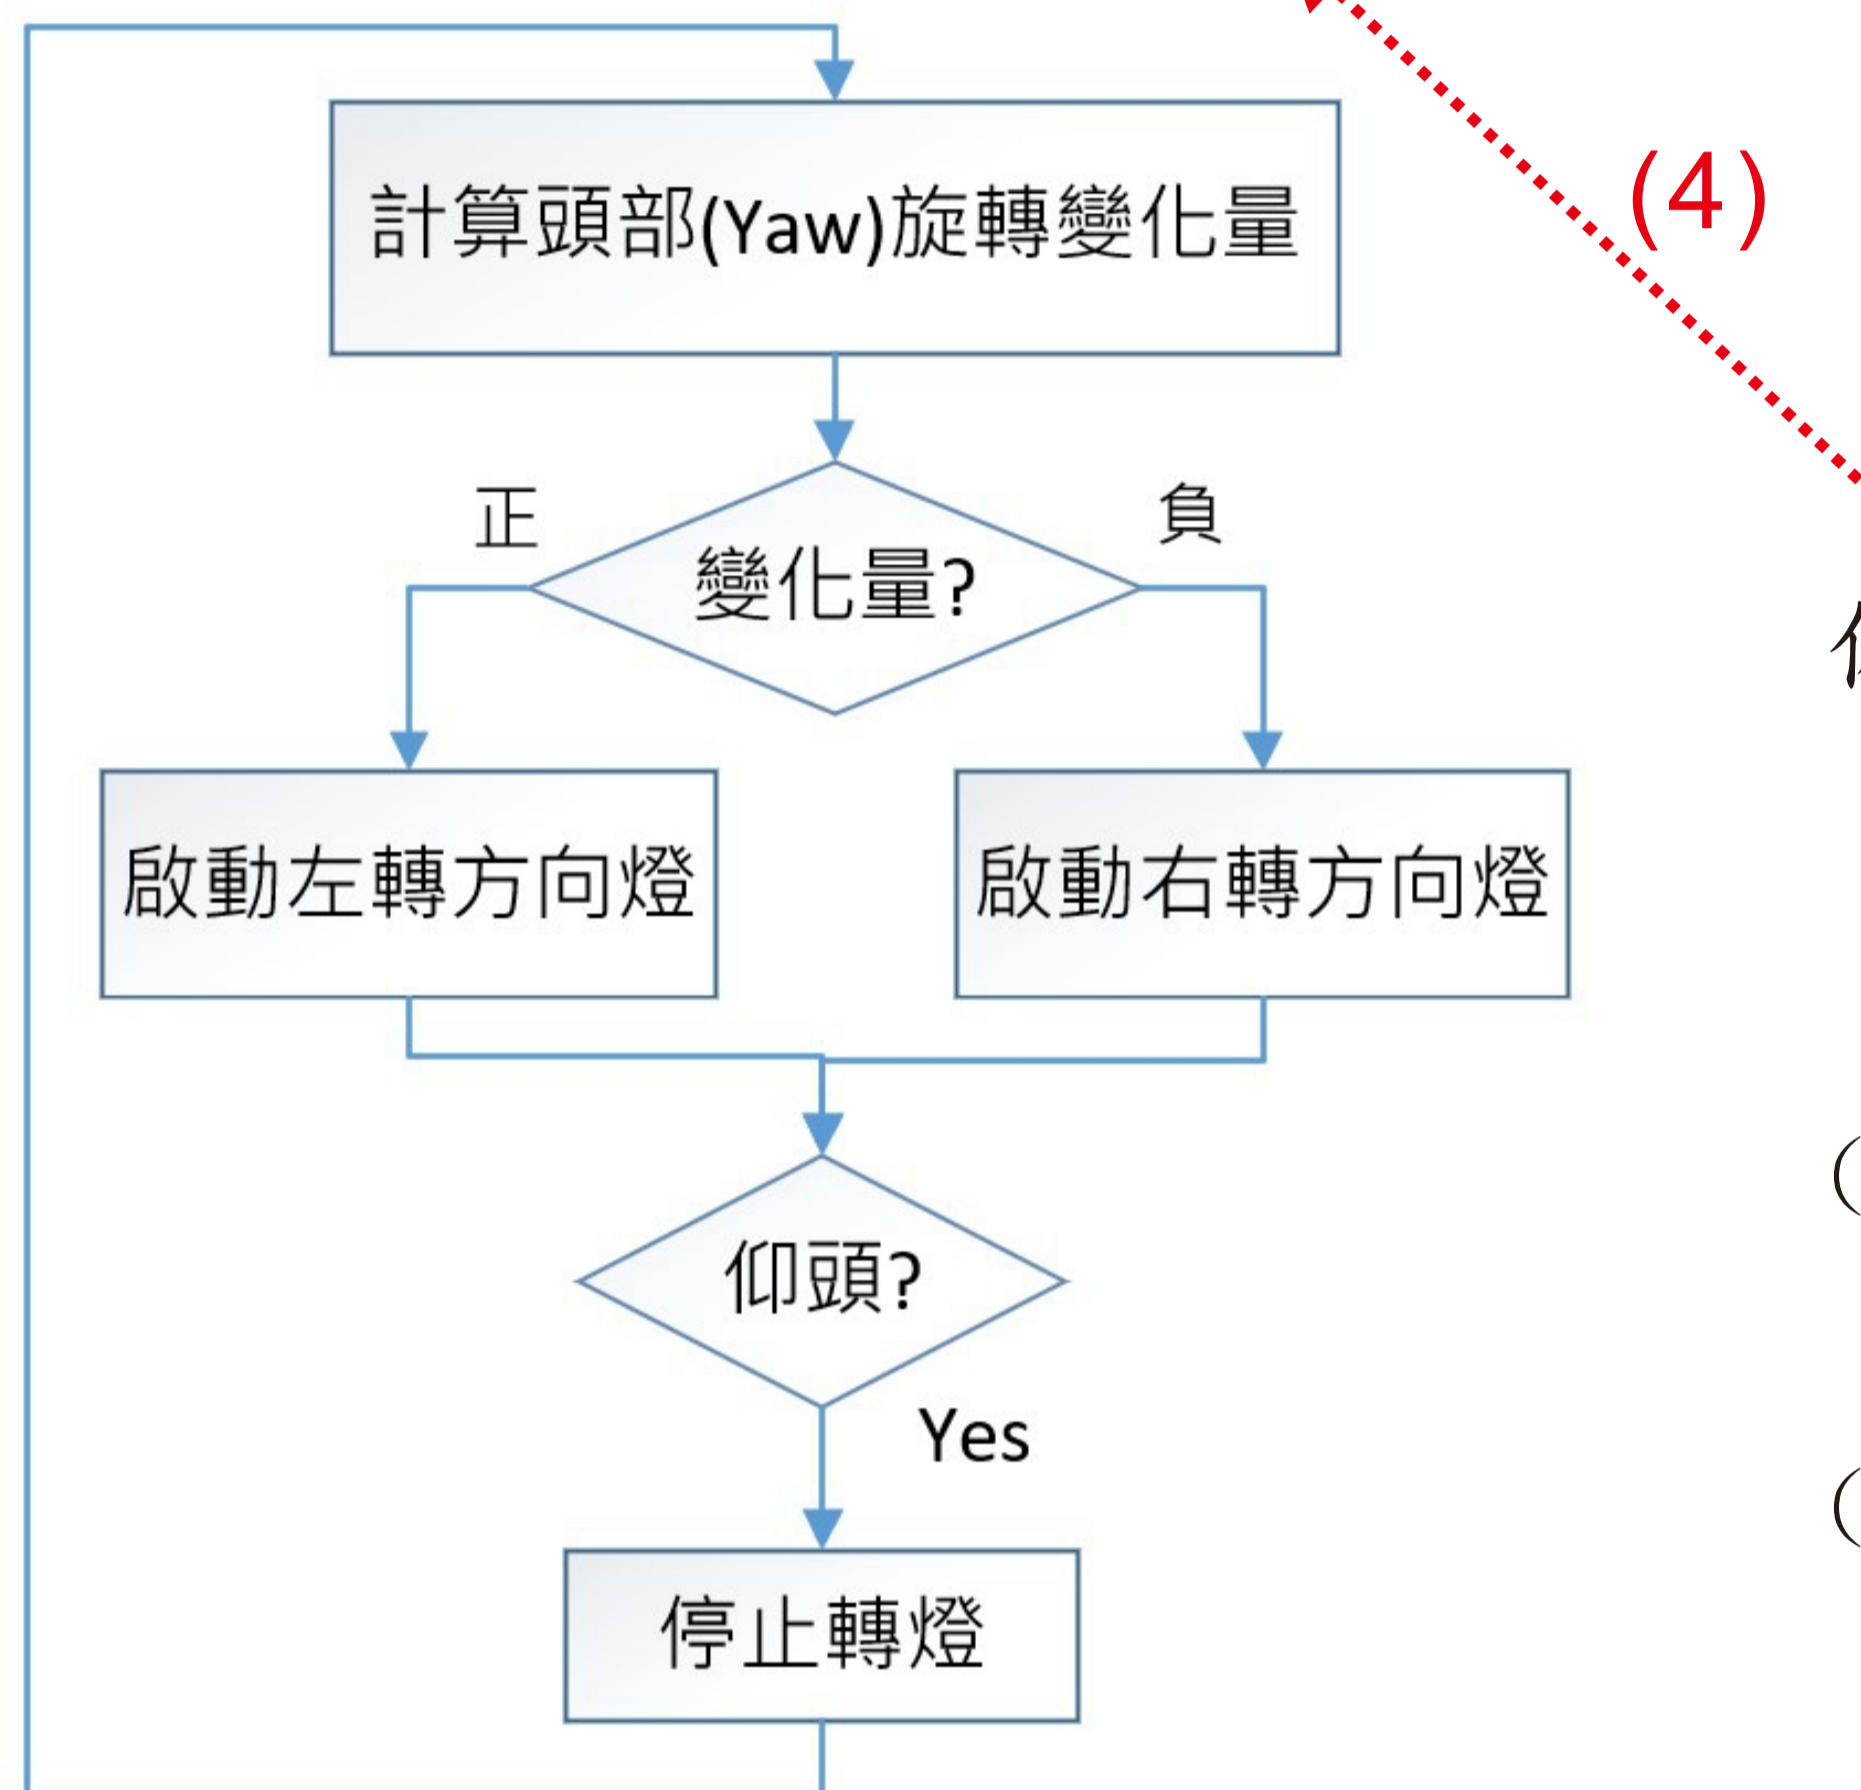 計算頭部(Yaw)旋轉變化量
(4)
正
負
變化量?
啟動左轉方向燈
啟動右轉方向燈
仰頭?
Yes
停止轉燈